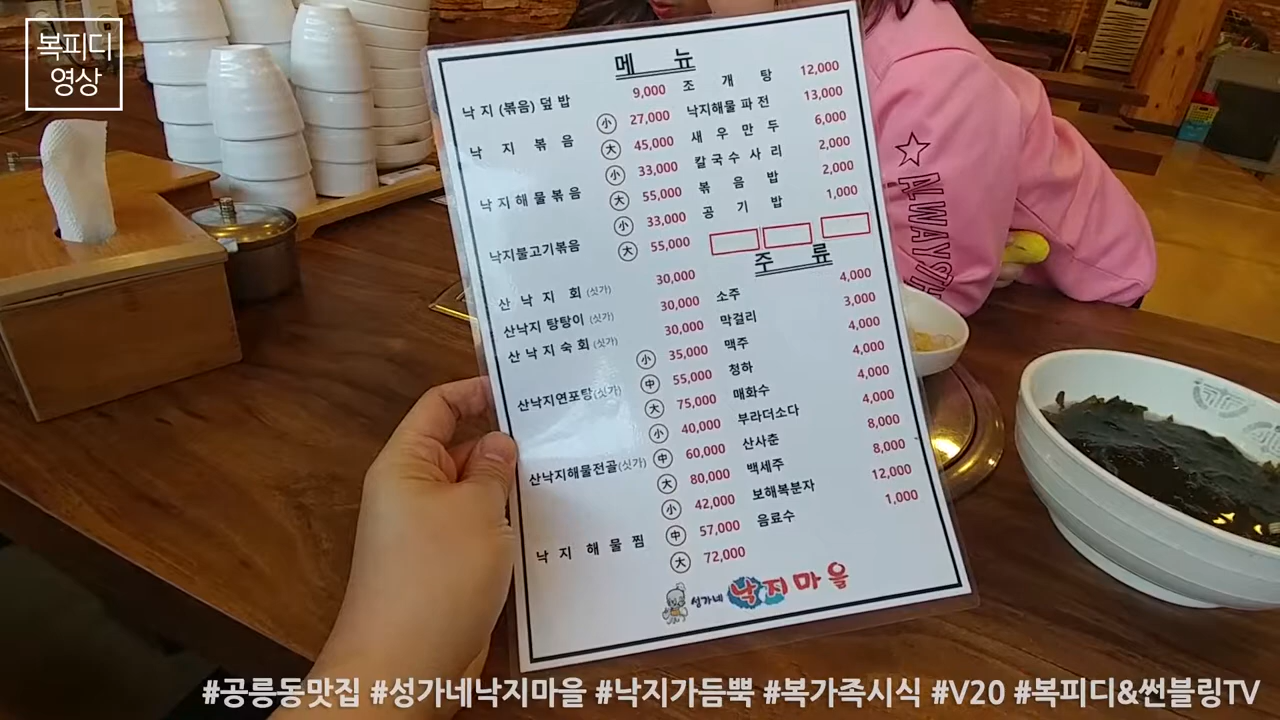 복피디
영상
메 뉴
낙 지 (볶음) 덮 밥 9,000
낙 지 볶 음 小 27,000
大 45,000
낙 지 해 물 볶 음 小 33,000
大 55,000
낙지불고기볶음 小 33,000
大 55,000
산 낙 지 회 (싯가) 30,000
산낙지 탕탕이 (싯가) 30,000
산 낙 지 숙 회 (싯가) 30,000
산낙지연포탕(싯가) 小 35,000
中 55,000
大 75,000
산낙지해물전골(싯가) 小 40,000
中 60,000
大 80,000
낙 지 해 물 찜 小 42,000
中 57,000
大 72,000
조 개 탕 12,000
낙지해물 파 전 13,000
새 우 만 두 6,000
칼 국 수 사 리 2,000
볶 음 밥 2,000
공 기 밥 1,000
주 류
소주 4,000
막걸리 3,000
맥주 4,000
청하 4,000
매화수 4,000
부라더소다 4,000
산사춘 8,000
백세주 8,000
보해복분자 12,000
음료수 1,000
성가네 낙지마을
ALWAYS
#공릉동맛집 #성가네낙지마을 #낙지가듬뿍 #복가족시식 #V20 #복피디&썬블링TV